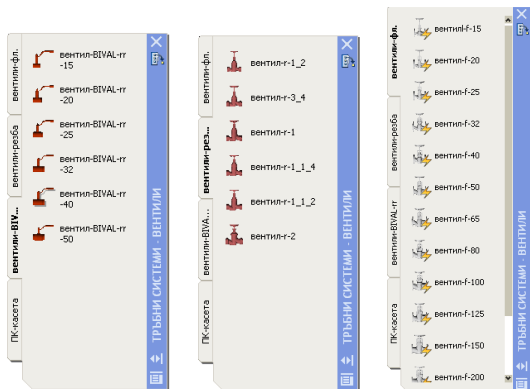 вентили-фл.
вентили-резба
вентили-BIV...
ПК-касета
вентил-BIVAL-rr
-15
вентил-BIVAL-rr
-20
вентил-BIVAL-rr
-25
вентил-BIVAL-rr
-32
вентил-BIVAL-rr
-40
вентил-BIVAL-rr
-50
ТРЪБНИ СИСТЕМИ - ВЕНТИЛИ
вентили-фл.
вентили-рез...
вентили-BIVA...
ПК-касета
вентил-r-1_2
вентил-r-3_4
вентил-r-1
вентил-r-1_1_4
вентил-r-1_1_2
вентил-r-2
ТРЪБНИ СИСТЕМИ - ВЕНТИЛИ
вентили-фл.
вентили-резба
вентили-BIVAL-rr
ПК-касета
вентилl-f-15
вентил-f-20
вентил-f-25
вентил-f-32
вентил-f-40
вентил-f-50
вентил-f-65
вентил-f-80
вентил-f-100
вентил-f-125
вентил-f-150
вентил-f-200
ТРЪБНИ СИСТЕМИ - ВЕНТИЛИ